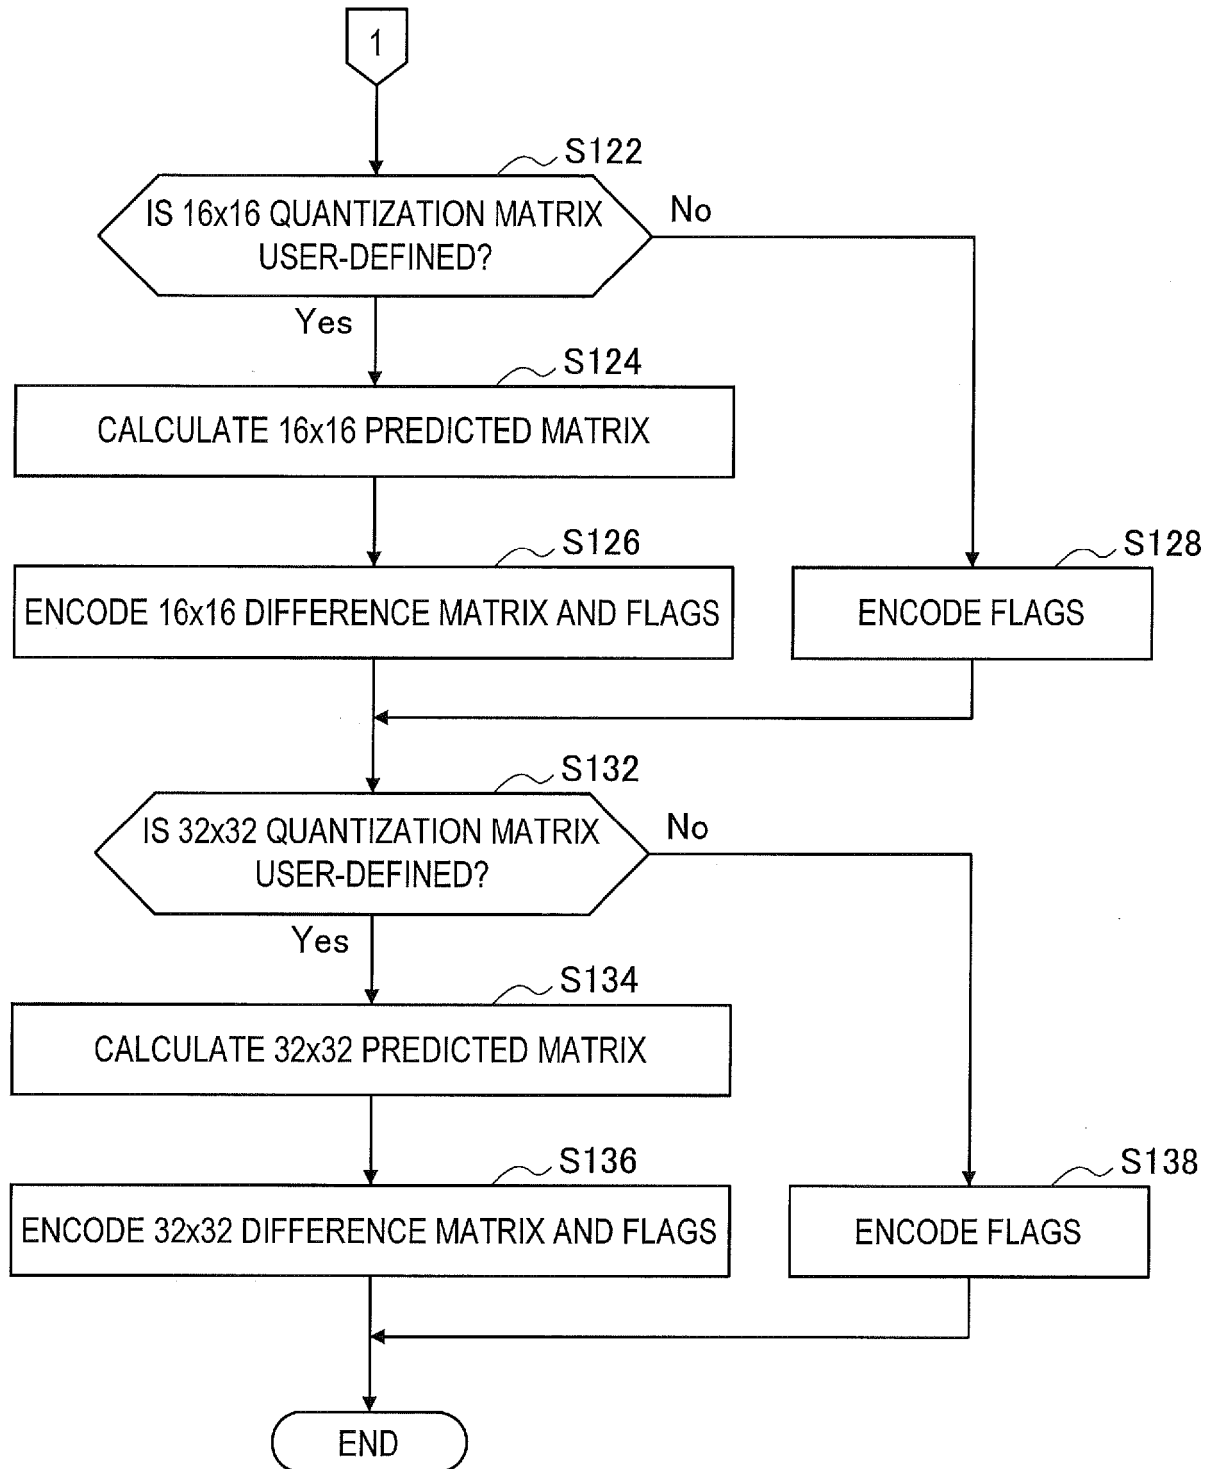 1
S122
IS 16x16 QUANTIZATION MATRIX
USER-DEFINED?
No
Yes
S124
CALCULATE 16x16 PREDICTED MATRIX
S126
ENCODE 16x16 DIFFERENCE MATRIX AND FLAGS
S128
ENCODE FLAGS
S132
IS 32x32 QUANTIZATION MATRIX
USER-DEFINED?
No
Yes
S134
CALCULATE 32x32 PREDICTED MATRIX
S136
ENCODE 32x32 DIFFERENCE MATRIX AND FLAGS
S138
ENCODE FLAGS
END